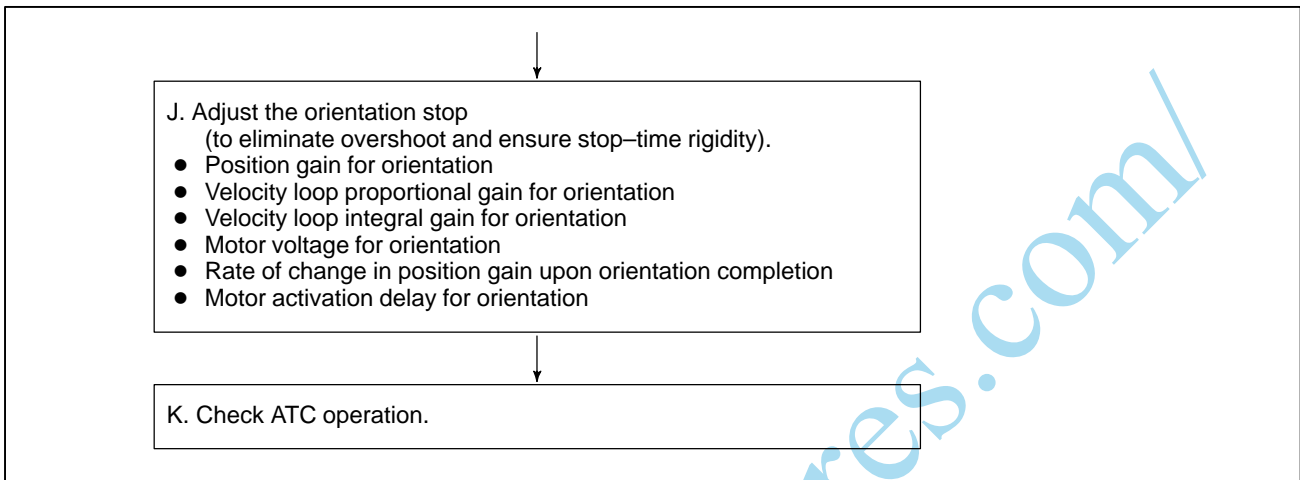 J. Adjust the orientation stop
(to eliminate overshoot and ensure stop–time rigidity).
● Position gain for orientation
● Velocity loop proportional gain for orientation
● Velocity loop integral gain for orientation
● Motor voltage for orientation
● Rate of change in position gain upon orientation completion
● Motor activation delay for orientation
K. Check ATC operation.
res.com/